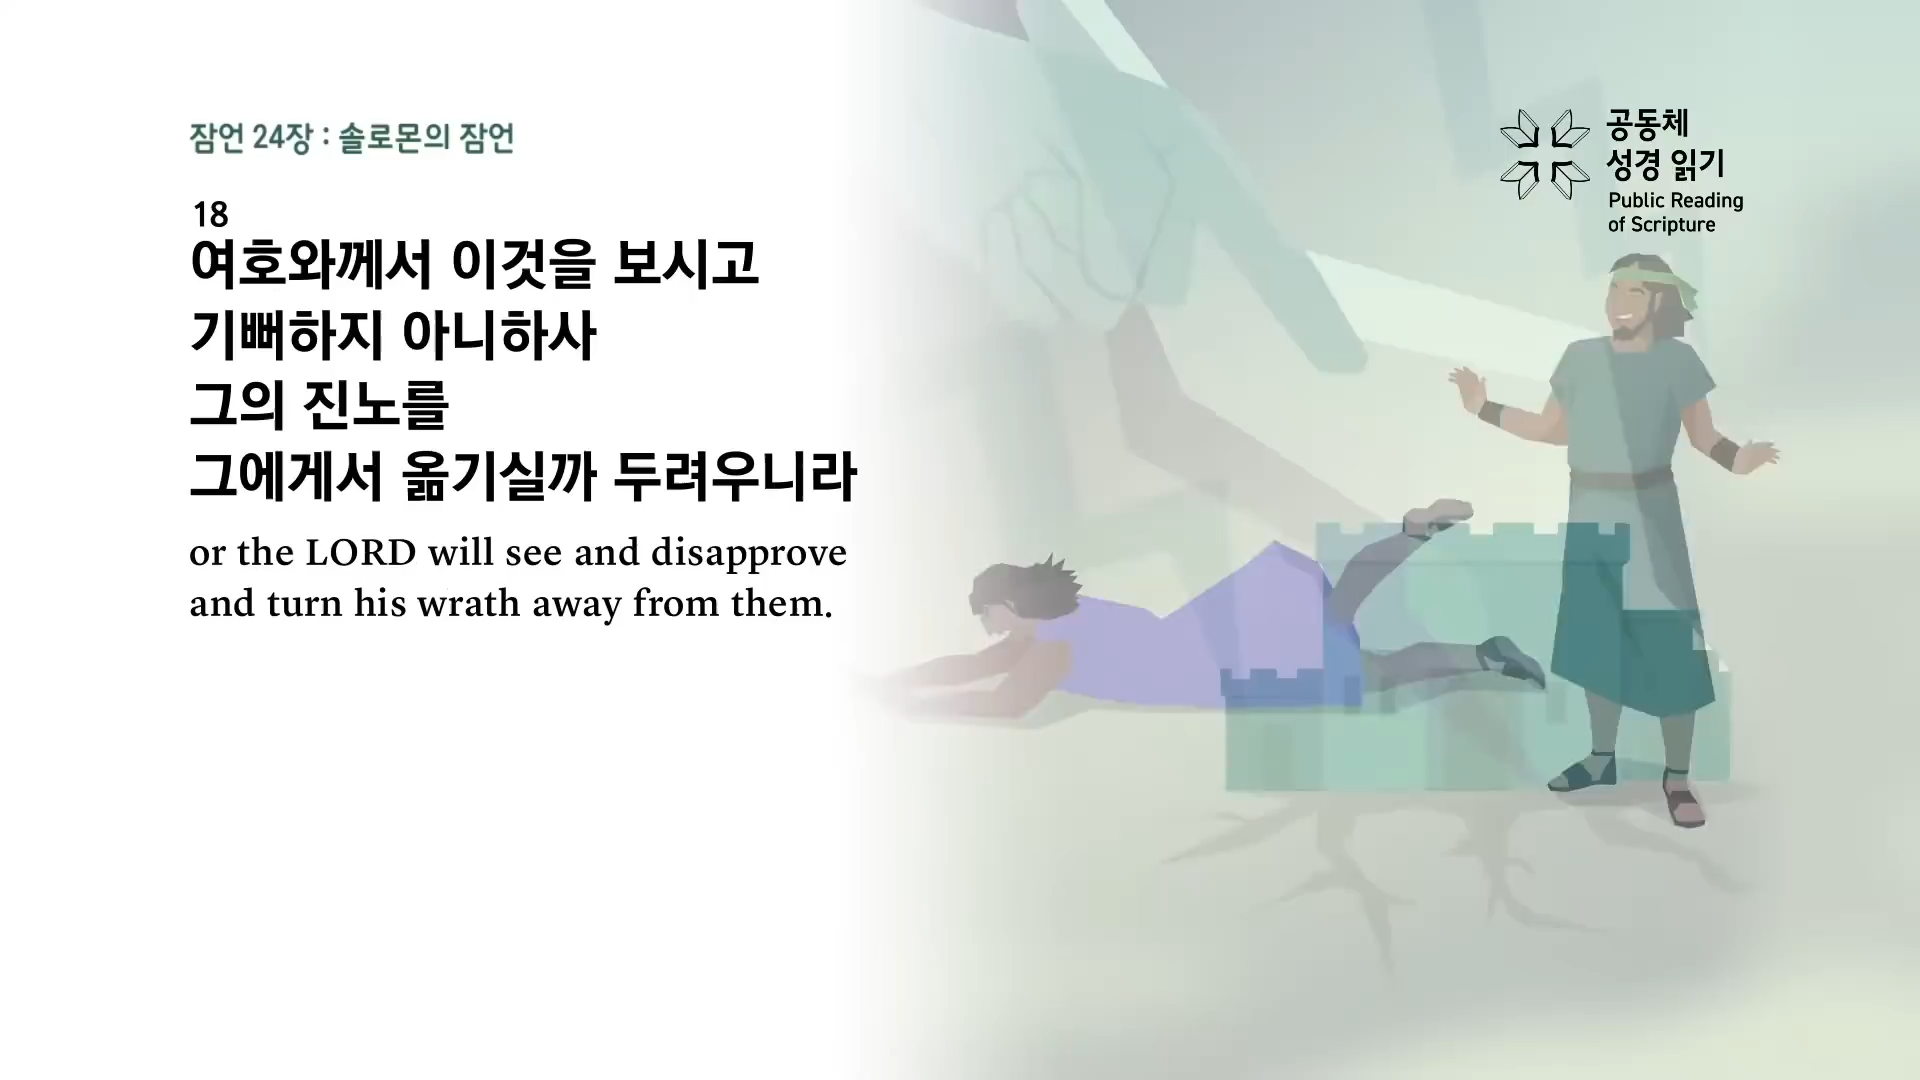 잠언 24장 : 솔로몬의 잠언
18
여호와께서 이것을 보시고
기뻐하지 아니하사
그의 진노를
그에게서 옮기실까 두려우니라
or the LORD will see and disapprove
and turn his wrath away from them.
공동체
성경 읽기
Public Reading
of Scripture